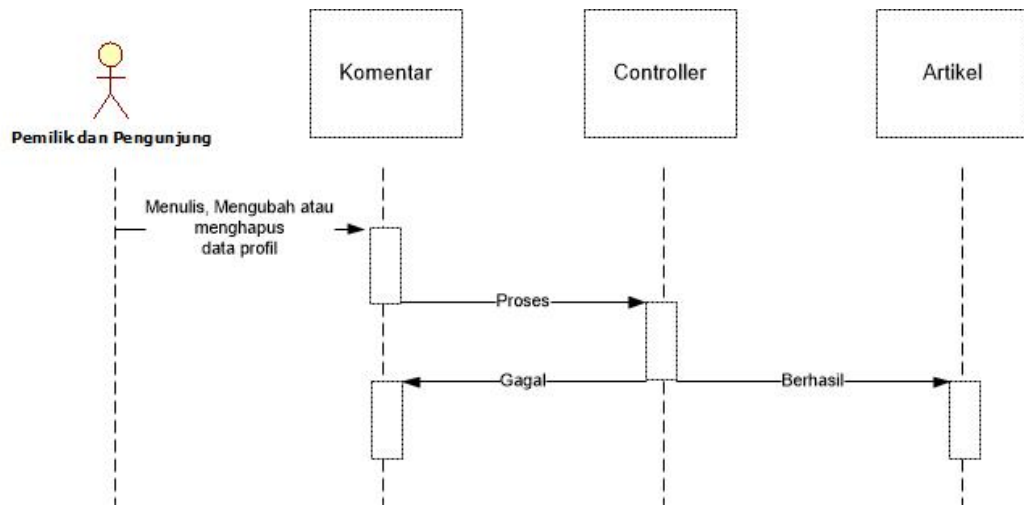 Komentar
Controller
Artikel
Pemilik dan Pengunjung
Menulis, Mengubah atau
menghapus
data profil
Proses
Gagal
Berhasil